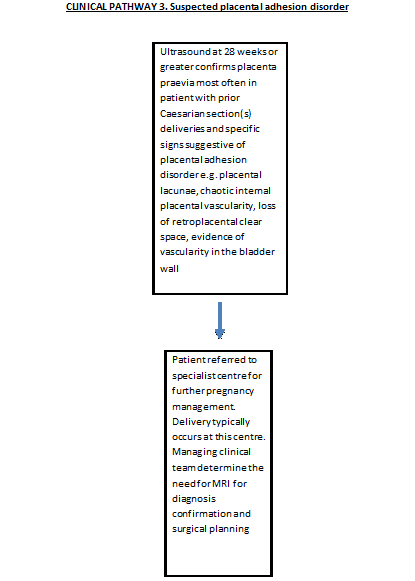 CLINICAL PATHWAY 3. Suspected placental adhesion disorder
Ultrasound at 28 weeks or
greater confirms placenta
praevia most often in
patient with prior
Caesarian section(s)
deliveries and specific
signs suggestive of
placental adhesion
disorder e.g. placental
lacunae, chaotic internal
placental vascularity, loss
of retroplacental clear
space, evidence of
vascularity in the bladder
wall
Patient referred to
specialist centre for
further pregnancy
management.
Delivery typically
occurs at this centre.
Managing clinical
team determine the
need for MRI for
diagnosis
confirmation and
surgical planning